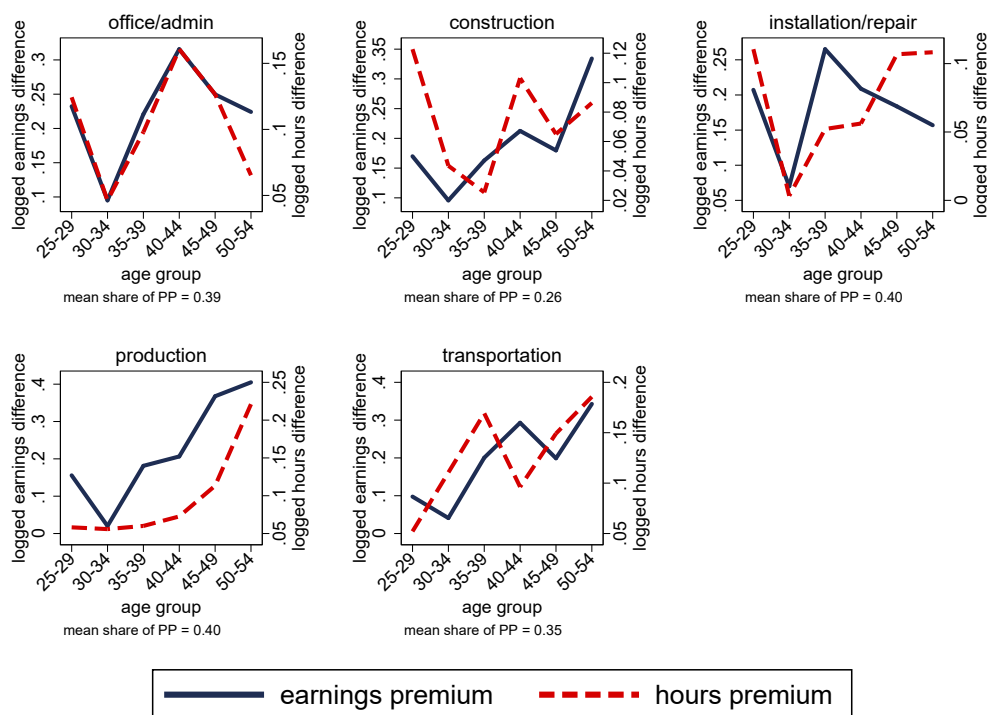 office/admin
logged earnings difference
.1 .15 .2 .25 .3
.05 .1 .15
logged hours difference
25-29 30-34 35-39 40-44 45-49 50-54
age group
mean share of PP = 0.39
construction
logged earnings difference
.1 .15 .2 .25 .3 .35
.02 .04 .06 .08 .1 .12
logged hours difference
25-29 30-34 35-39 40-44 45-49 50-54
age group
mean share of PP = 0.26
installation/repair
logged earnings difference
.05 .1 .15 .2 .25
0 .05 .1
logged hours difference
25-29 30-34 35-39 40-44 45-49 50-54
age group
mean share of PP = 0.40
production
logged earnings difference
0 .1 .2 .3 .4
.05 .1 .15 .2 .25
logged hours difference
25-29 30-34 35-39 40-44 45-49 50-54
age group
mean share of PP = 0.40
transportation
logged earnings difference
0 .1 .2 .3 .4
.05 .1 .15 .2
logged hours difference
25-29 30-34 35-39 40-44 45-49 50-54
age group
mean share of PP = 0.35
earnings premium
hours premium